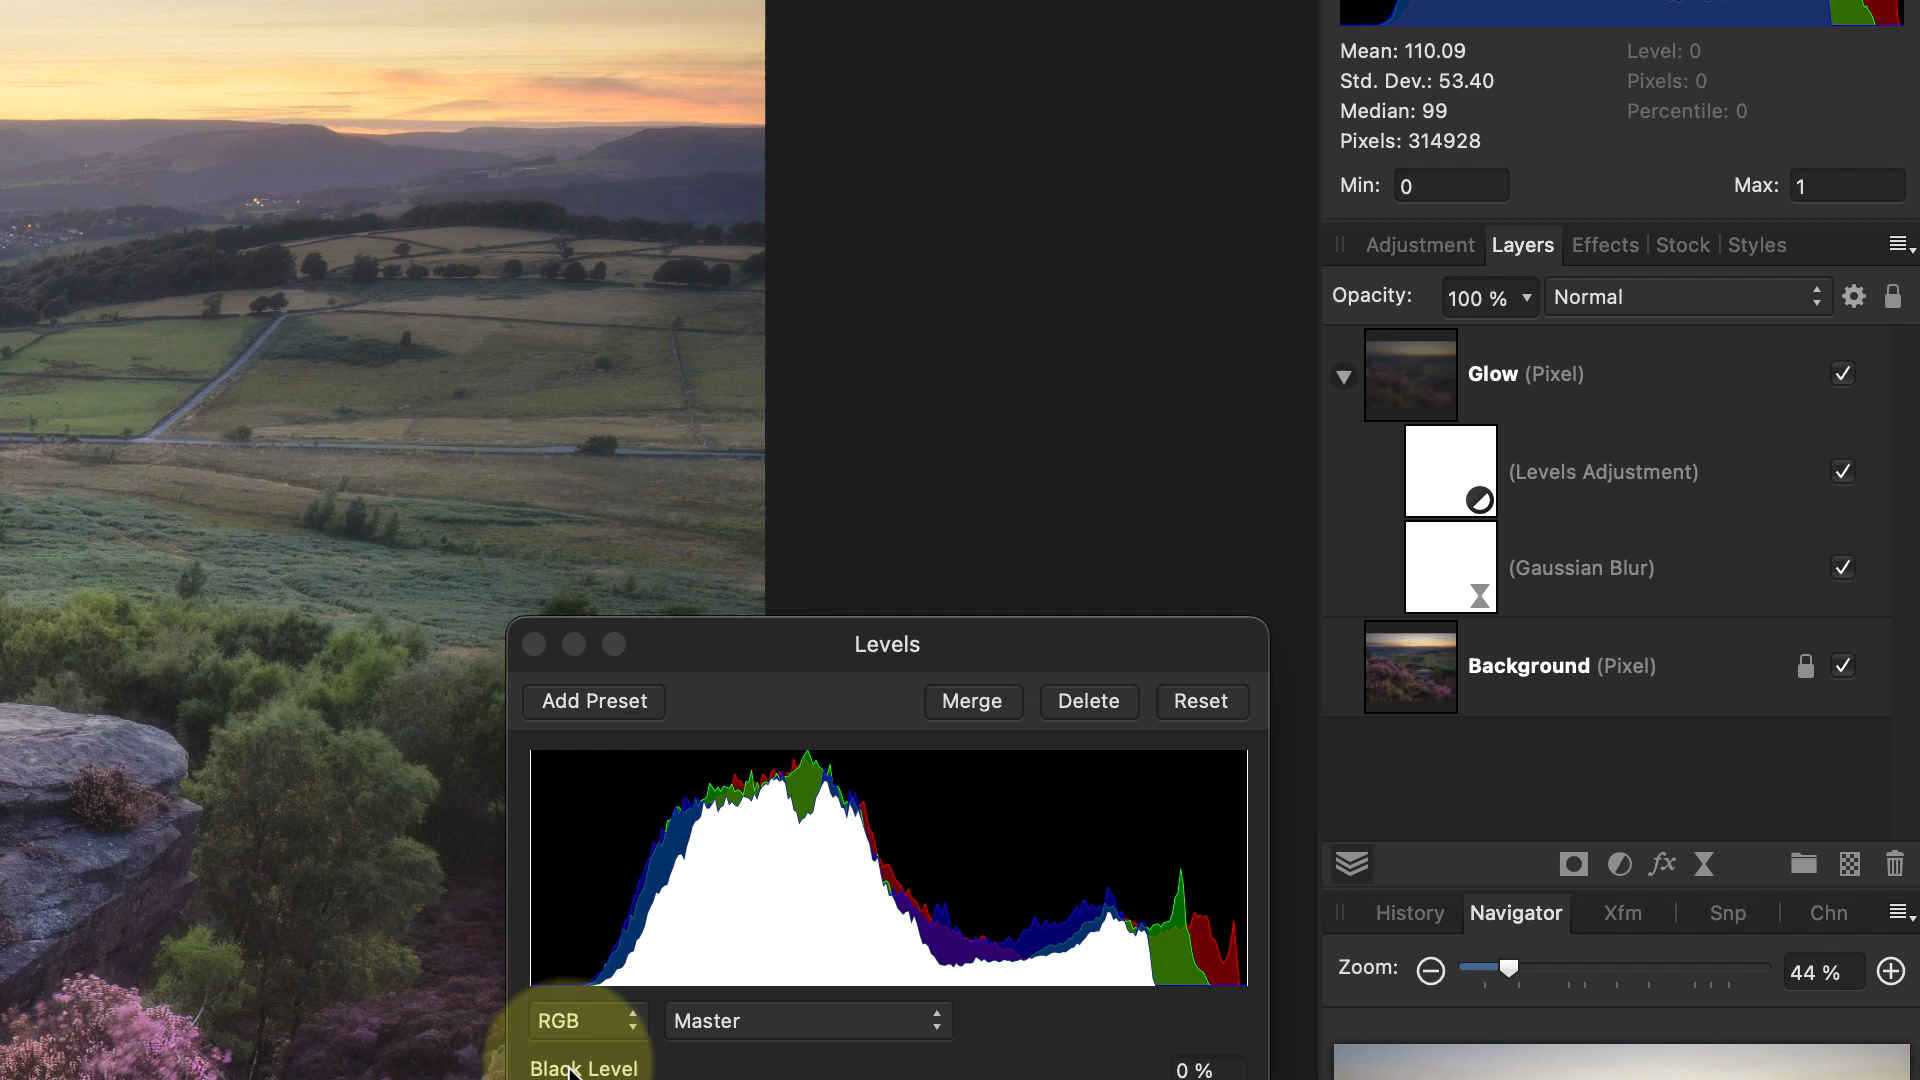 Mean: 110.09
Level: 0
Std. Dev.: 53.40
Pixels: 0
Median: 99
Percentile: 0
Pixels: 314928
Min: 0
Max: 1
Adjustment Layers Effects Stock Styles
Opacity: 100 % Normal
Glow (Pixel)
(Levels Adjustment)
(Gaussian Blur)
Background (Pixel)
Levels
Add Preset Merge Delete Reset
RGB Master
Black Level 0 %
fx
History Navigator Xfm Snp Chn
Zoom: 44 %